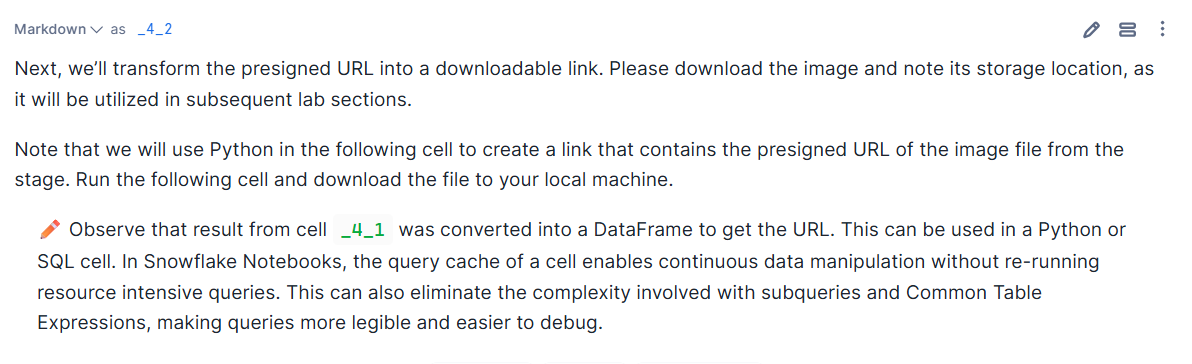 Markdown as _4_2
Next, we’ll transform the presigned URL into a downloadable link. Please download the image and note its storage location, as
it will be utilized in subsequent lab sections.
Note that we will use Python in the following cell to create a link that contains the presigned URL of the image file from the
stage. Run the following cell and download the file to your local machine.
Observe that result from cell _4_1 was converted into a DataFrame to get the URL. This can be used in a Python or
SQL cell. In Snowflake Notebooks, the query cache of a cell enables continuous data manipulation without re-running
resource intensive queries. This can also eliminate the complexity involved with subqueries and Common Table
Expressions, making queries more legible and easier to debug.